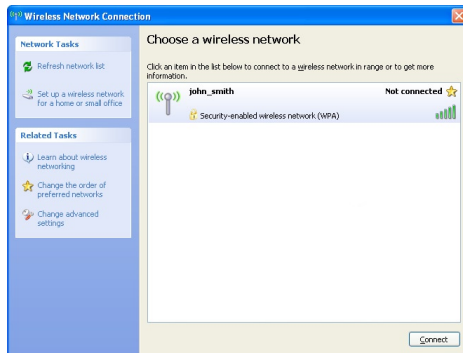 Wireless Network Connection
Network Tasks
Refresh network list
Set up a wireless network
for a home or small office
Related Tasks
Learn about wireless
networking
Change the order of
preferred networks
Change advanced
settings
Choose a wireless network
Click an item in the list below to connect to a wireless network in range or to get more
information.
john_smith
Not connected
Security-enabled wireless network (WPA)
Connect